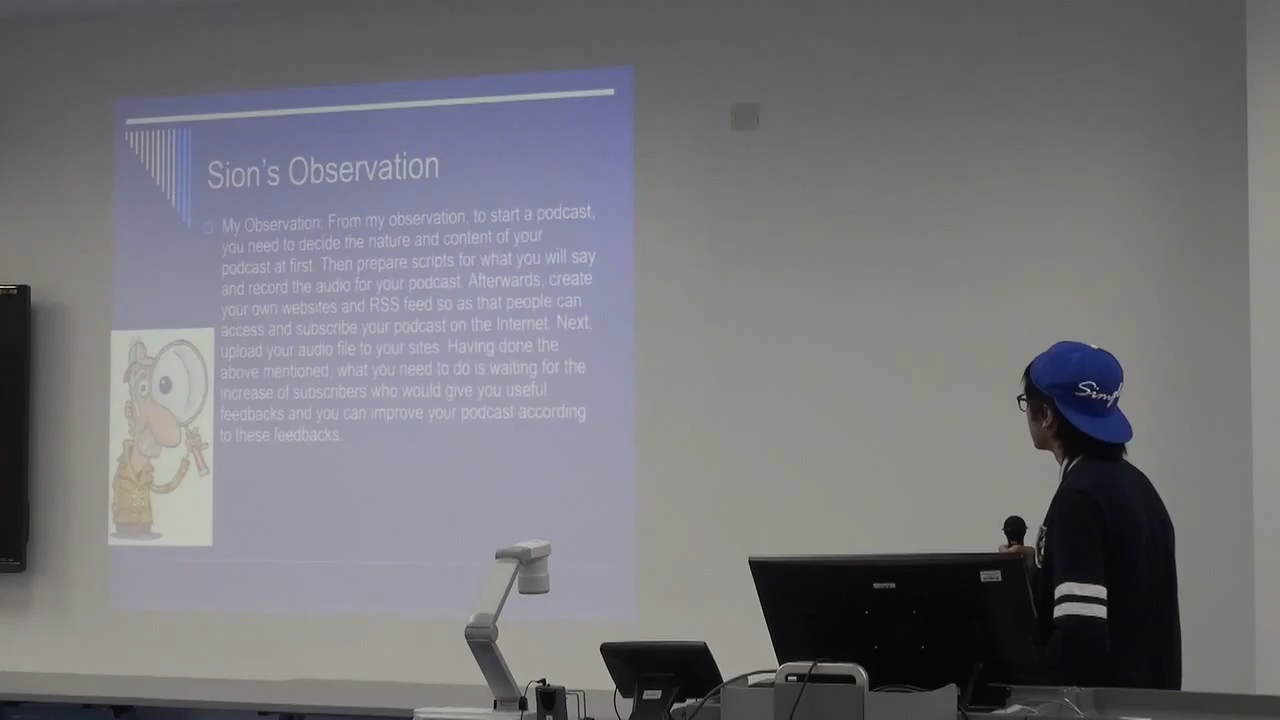 Sion's Observation
My Observation: From my observation, to start a podcast,
you need to decide the nature and content of your
podcast at first. Then prepare scripts for what you will say
and record the audio for your podcast. Afterwards, create
your own websites and RSS feed so as that people can
access and subscribe your podcast on the Internet. Next,
upload your audio file to your sites. Having done the
above mentioned, what you need to do is waiting for the
increase of subscribers who would give you useful
feedbacks and you can improve your podcast according
to these feedbacks.